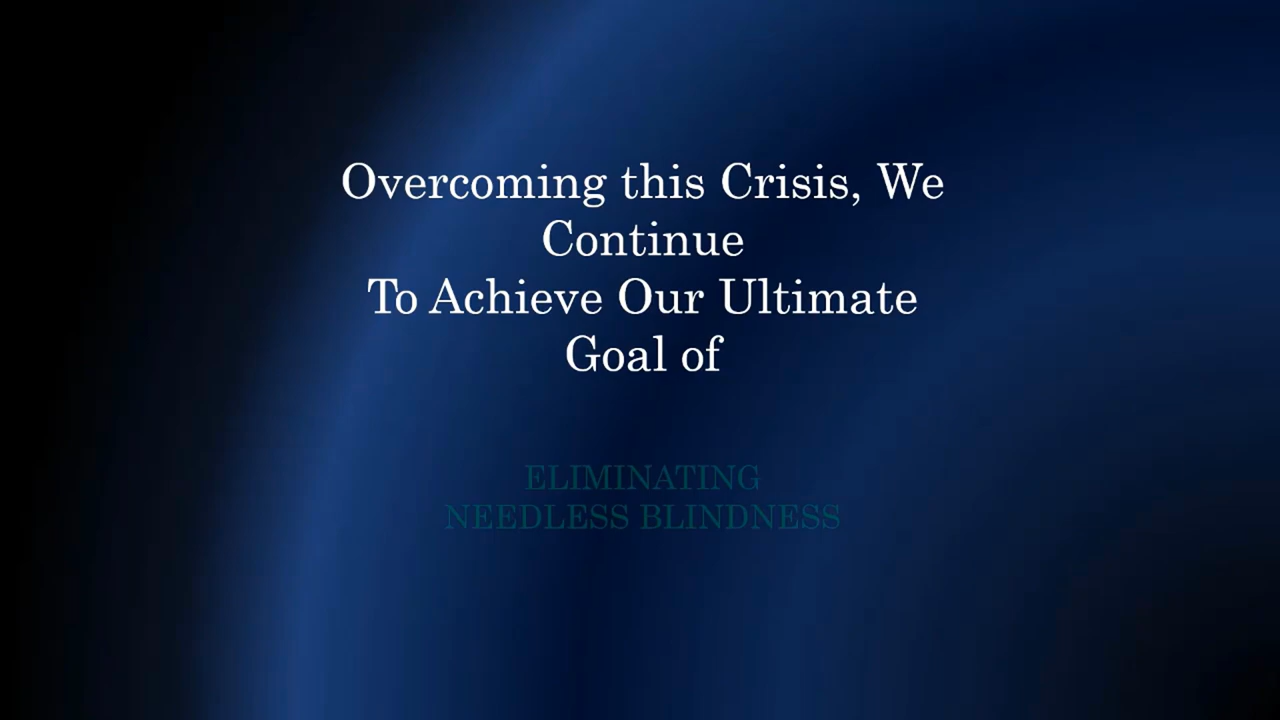 Overcoming this Crisis, We
Continue
To Achieve Our Ultimate
Goal of
ELIMINATING
NEEDLESS BLINDNESS